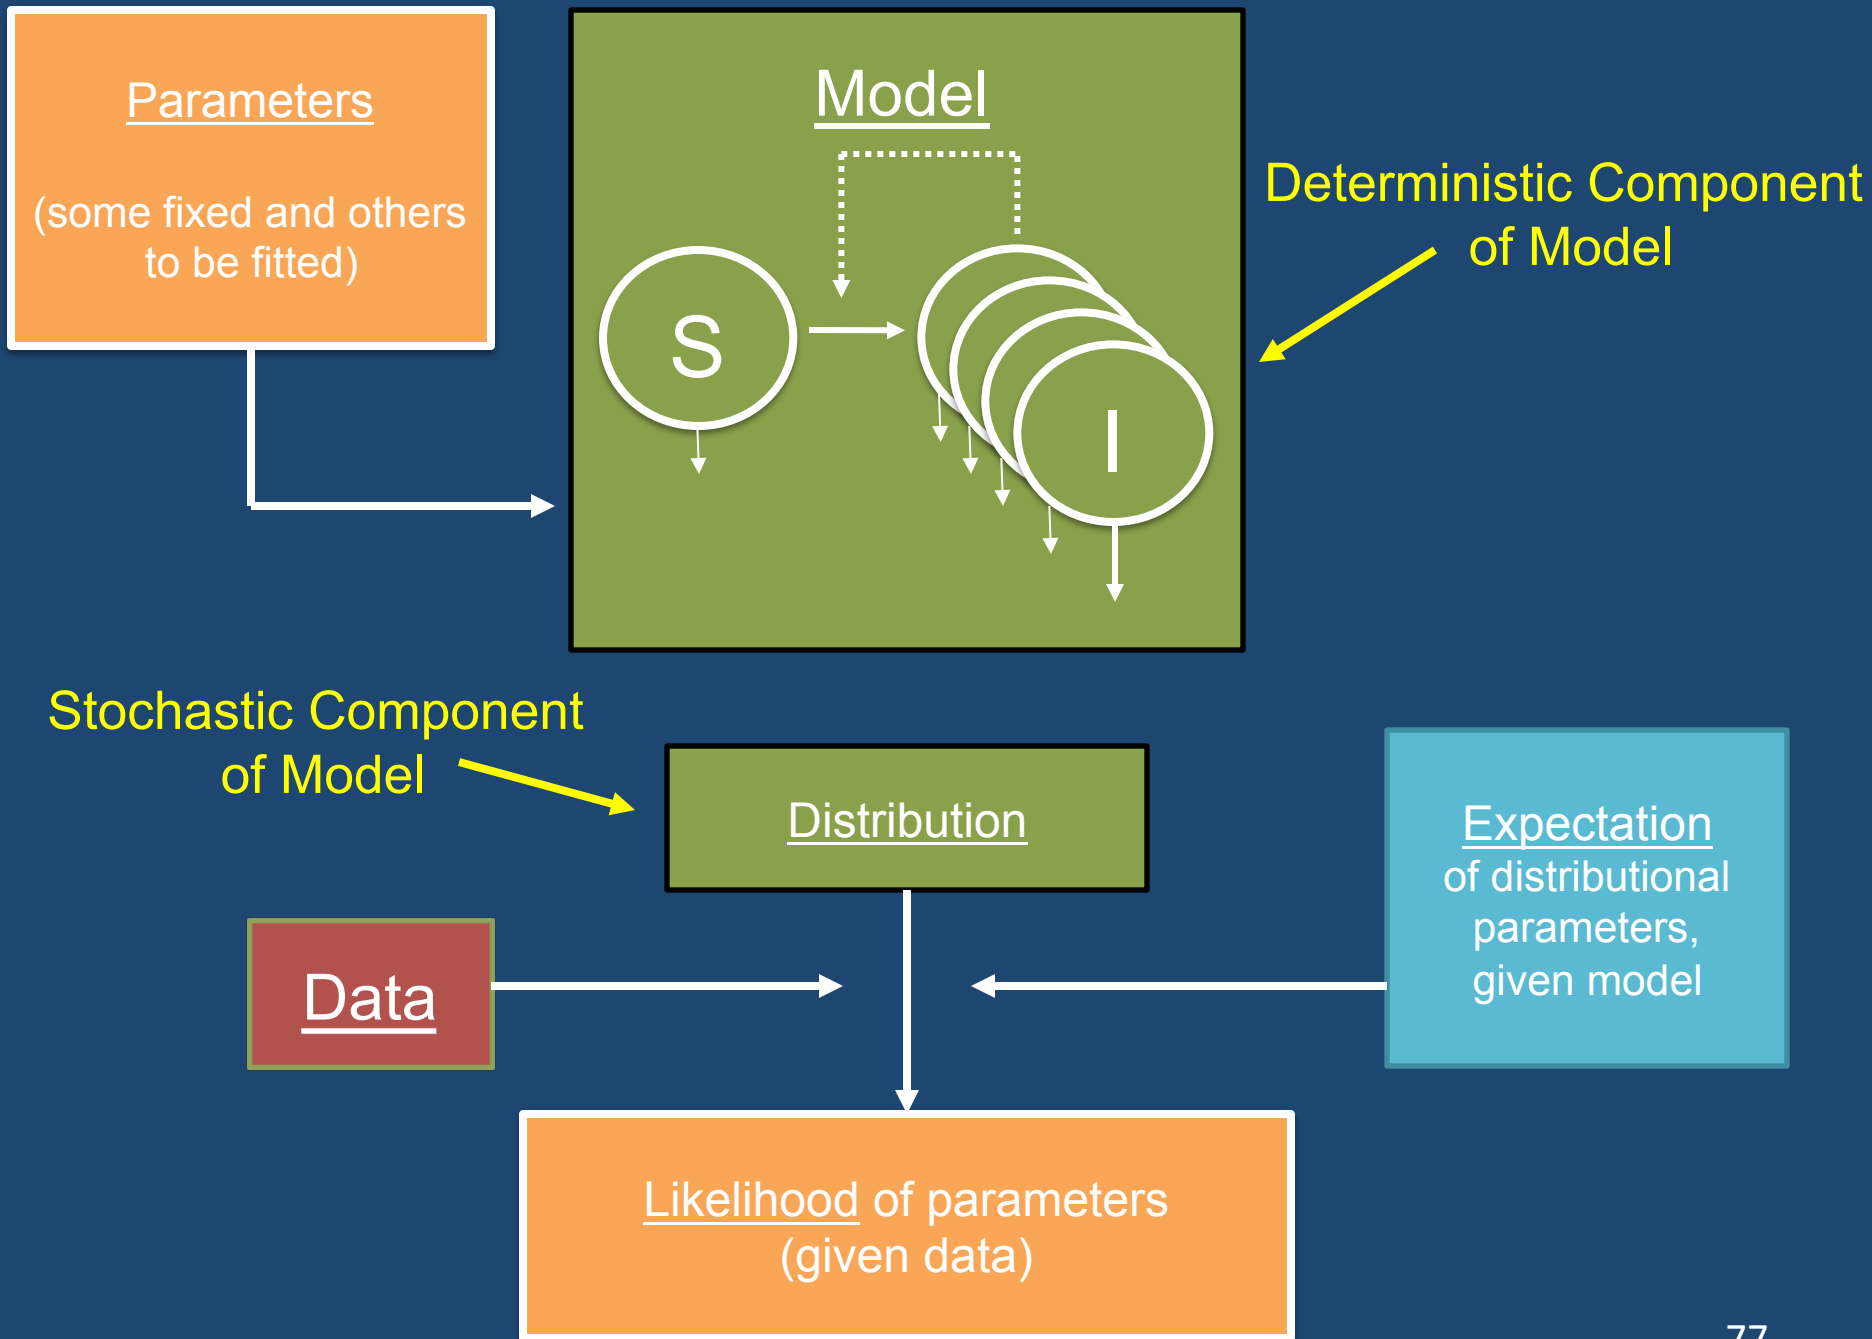 Parameters
(some fixed and others
to be fitted)
Model
S
I
Deterministic Component
of Model
Stochastic Component
of Model
Distribution
Expectation
of distributional
parameters,
given model
Data
Likelihood of parameters
(given data)
77